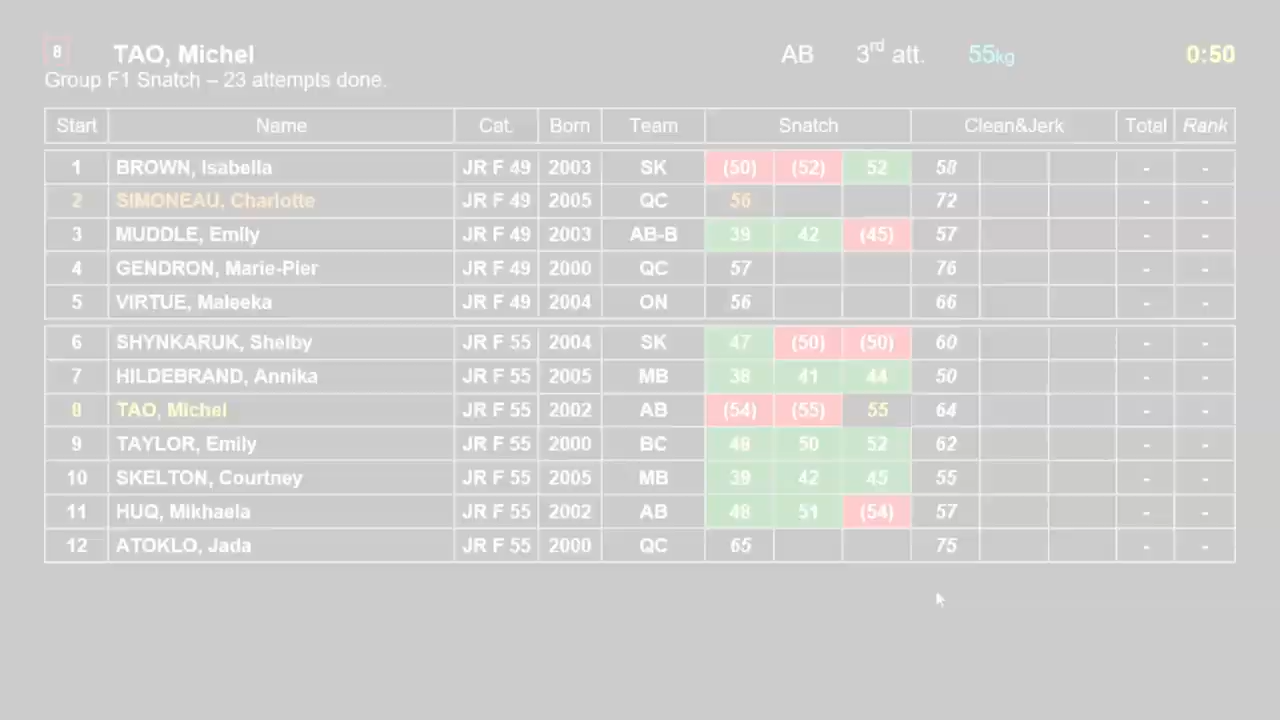 8 TAO, Michel AB 3rd att. 55kg 0:50
Group F1 Snatch – 23 attempts done.
Start Name Cat. Born Team Snatch Clean&Jerk Total Rank
1 BROWN, Isabella JR F 49 2003 SK (50) (52) 52 58 - -
2 SIMONEAU, Charlotte JR F 49 2005 QC 56 72 - -
3 MUDDLE, Emily JR F 49 2003 AB-B 39 42 (45) 57 - -
4 GENDRON, Marie-Pier JR F 49 2000 QC 57 76 - -
5 VIRTUE, Maleeka JR F 49 2004 ON 56 66 - -
6 SHYNKARUK, Shelby JR F 55 2004 SK 47 (50) (50) 60 - -
7 HILDEBRAND, Annika JR F 55 2005 MB 38 41 44 50 - -
8 TAO, Michel JR F 55 2002 AB (54) (55) 55 64 - -
9 TAYLOR, Emily JR F 55 2000 BC 48 50 52 62 - -
10 SKELTON, Courtney JR F 55 2005 MB 39 42 45 55 - -
11 HUQ, Mikhaela JR F 55 2002 AB 48 51 (54) 57 - -
12 ATOKLO, Jada JR F 55 2000 QC 65 75 - -